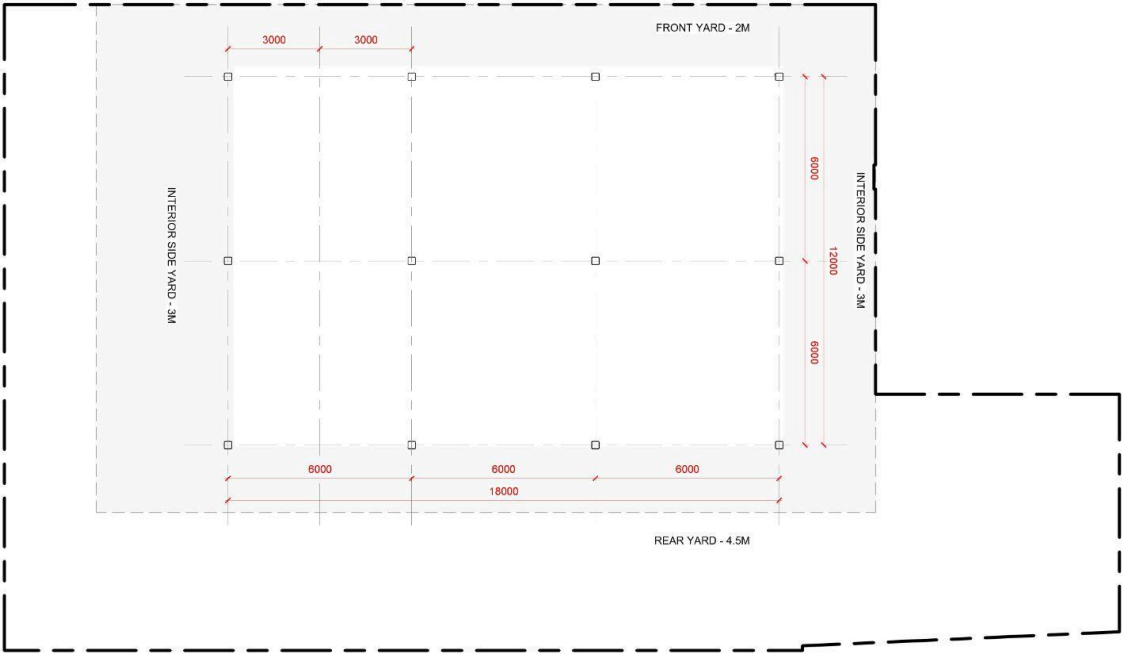 FRONT YARD - 2M
3000
3000
6000
INTERIOR SIDE YARD - 3M
INTERIOR SIDE YARD - 3M
12000
6000
6000
6000
6000
18000
REAR YARD - 4.5M